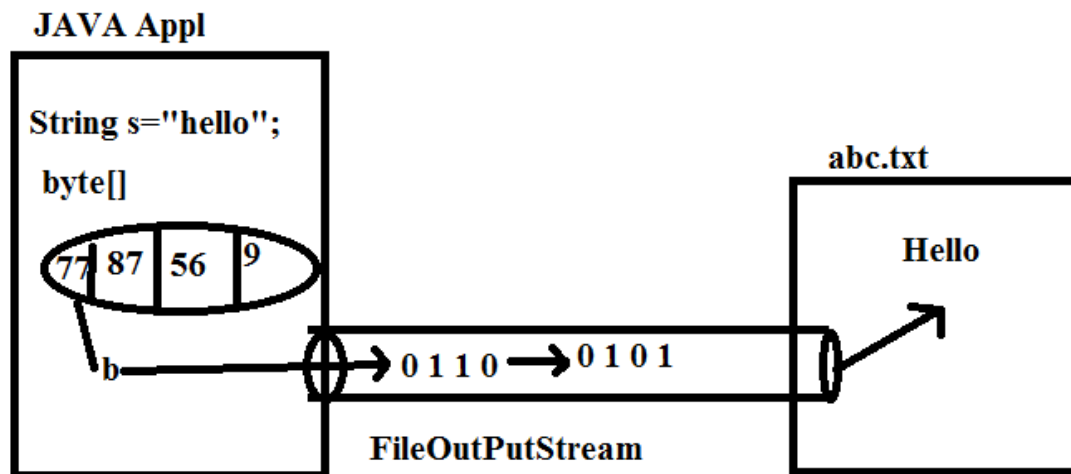 JAVA Appl
String s="hello";
byte[]
77 87 56 9
b
0 1 1 0
0 1 0 1
FileOutPutStream
abc.txt
Hello